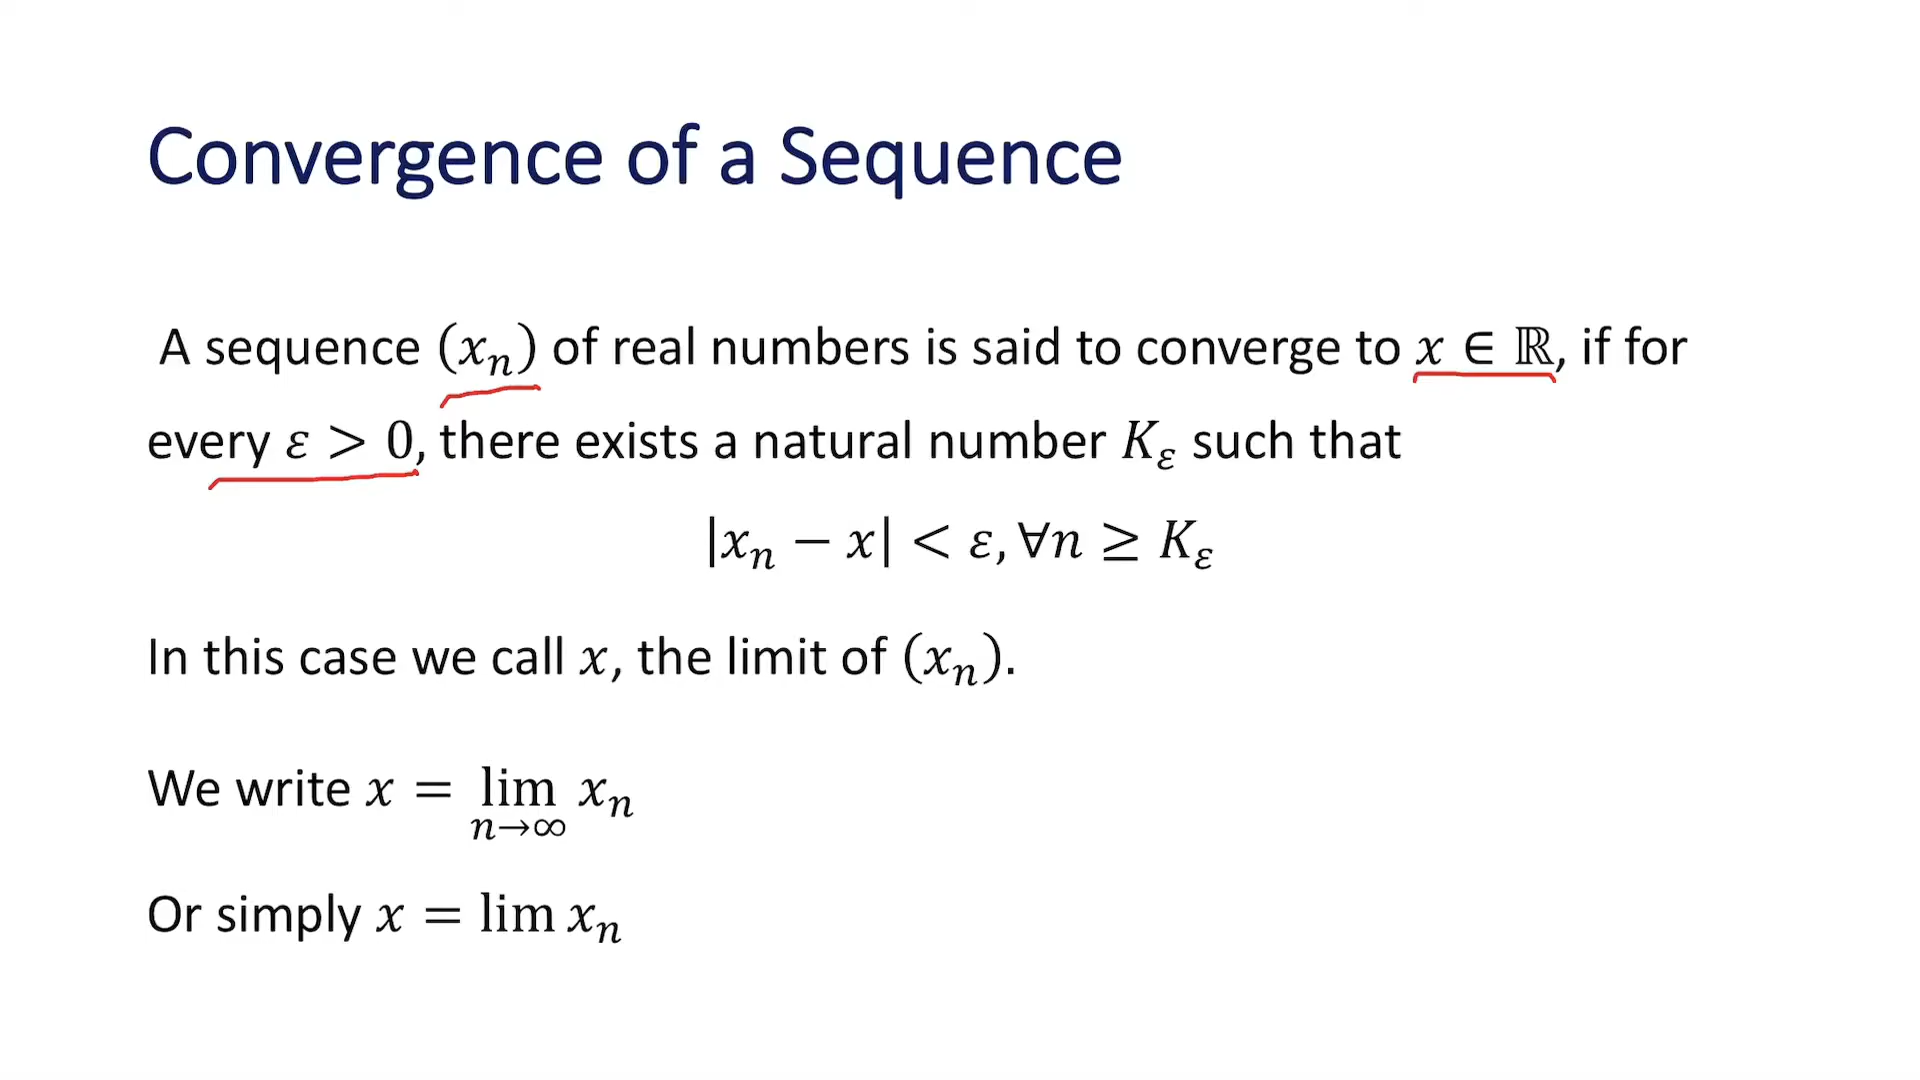 Convergence of a Sequence
A sequence (xₙ) of real numbers is said to converge to x ∈ ℝ, if for
every ε > 0, there exists a natural number K_ε such that
|xₙ − x| < ε, ∀n ≥ K_ε
In this case we call x, the limit of (xₙ).
We write x = lim xₙ
n→∞
Or simply x = lim xₙ